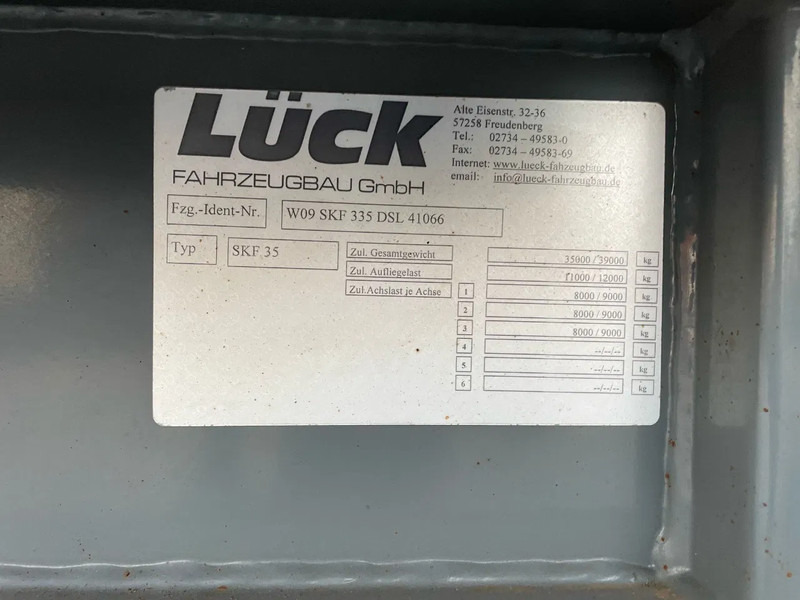 LÜCK
FAHRZEUGBAU GmbH
Alte Eisenstr. 32-36
57258 Freudenberg
Tel.: 02734 – 49583-0
Fax: 02734 – 49583-69
Internet: www.lueck-fahzeugbau.de
email: info@lueck-fahrzeugbau.de
Fzg.-Ident-Nr. W09 SKF 335 DSL 41066
Typ SKF 35
Zul. Gesamtgewicht 35000 / 39000 kg
Zul. Aufliegelast 11000 / 12000 kg
Zul.Achslast je Achse 1 8000 / 9000 kg
2 8000 / 9000 kg
3 8000 / 9000 kg
4 --/--/-- kg
5 --/--/-- kg
6 --/--/-- kg